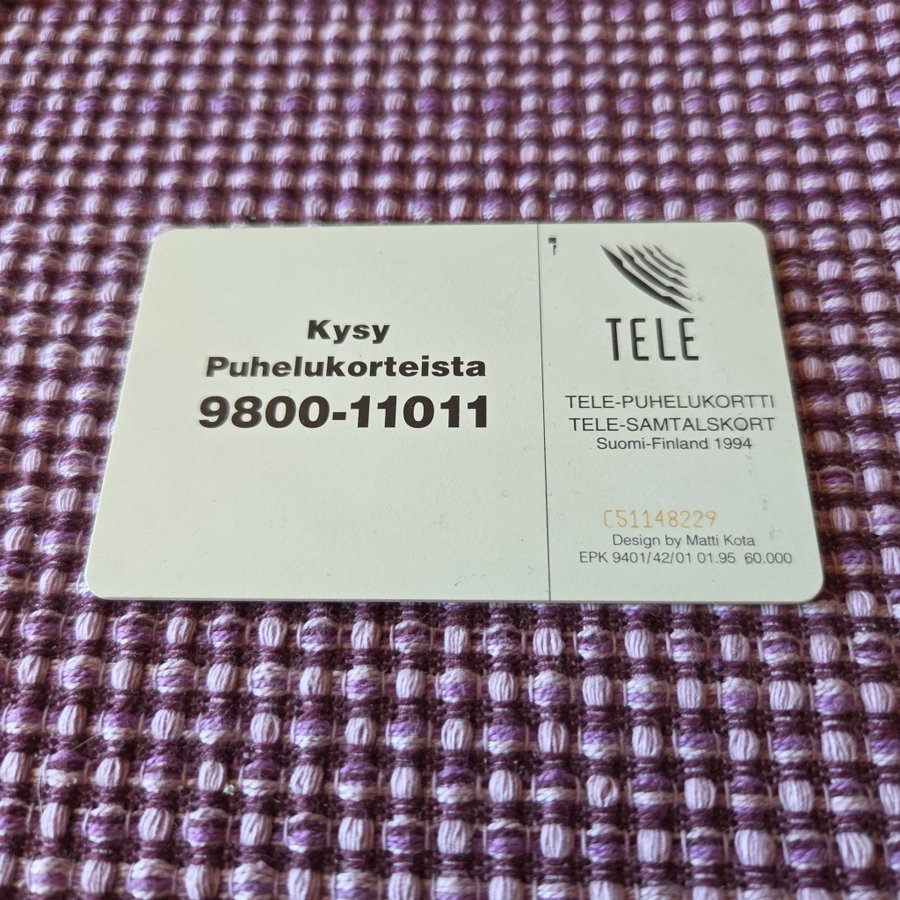 Kysy
Puhelukorteista
9800-11011
TELE
TELE-PUHELUKORTTI
TELE-SAMTALSKORT
Suomi-Finland 1994
C51148229
Design by Matti Kota
EPK 9401/42/01 01.95 60.000